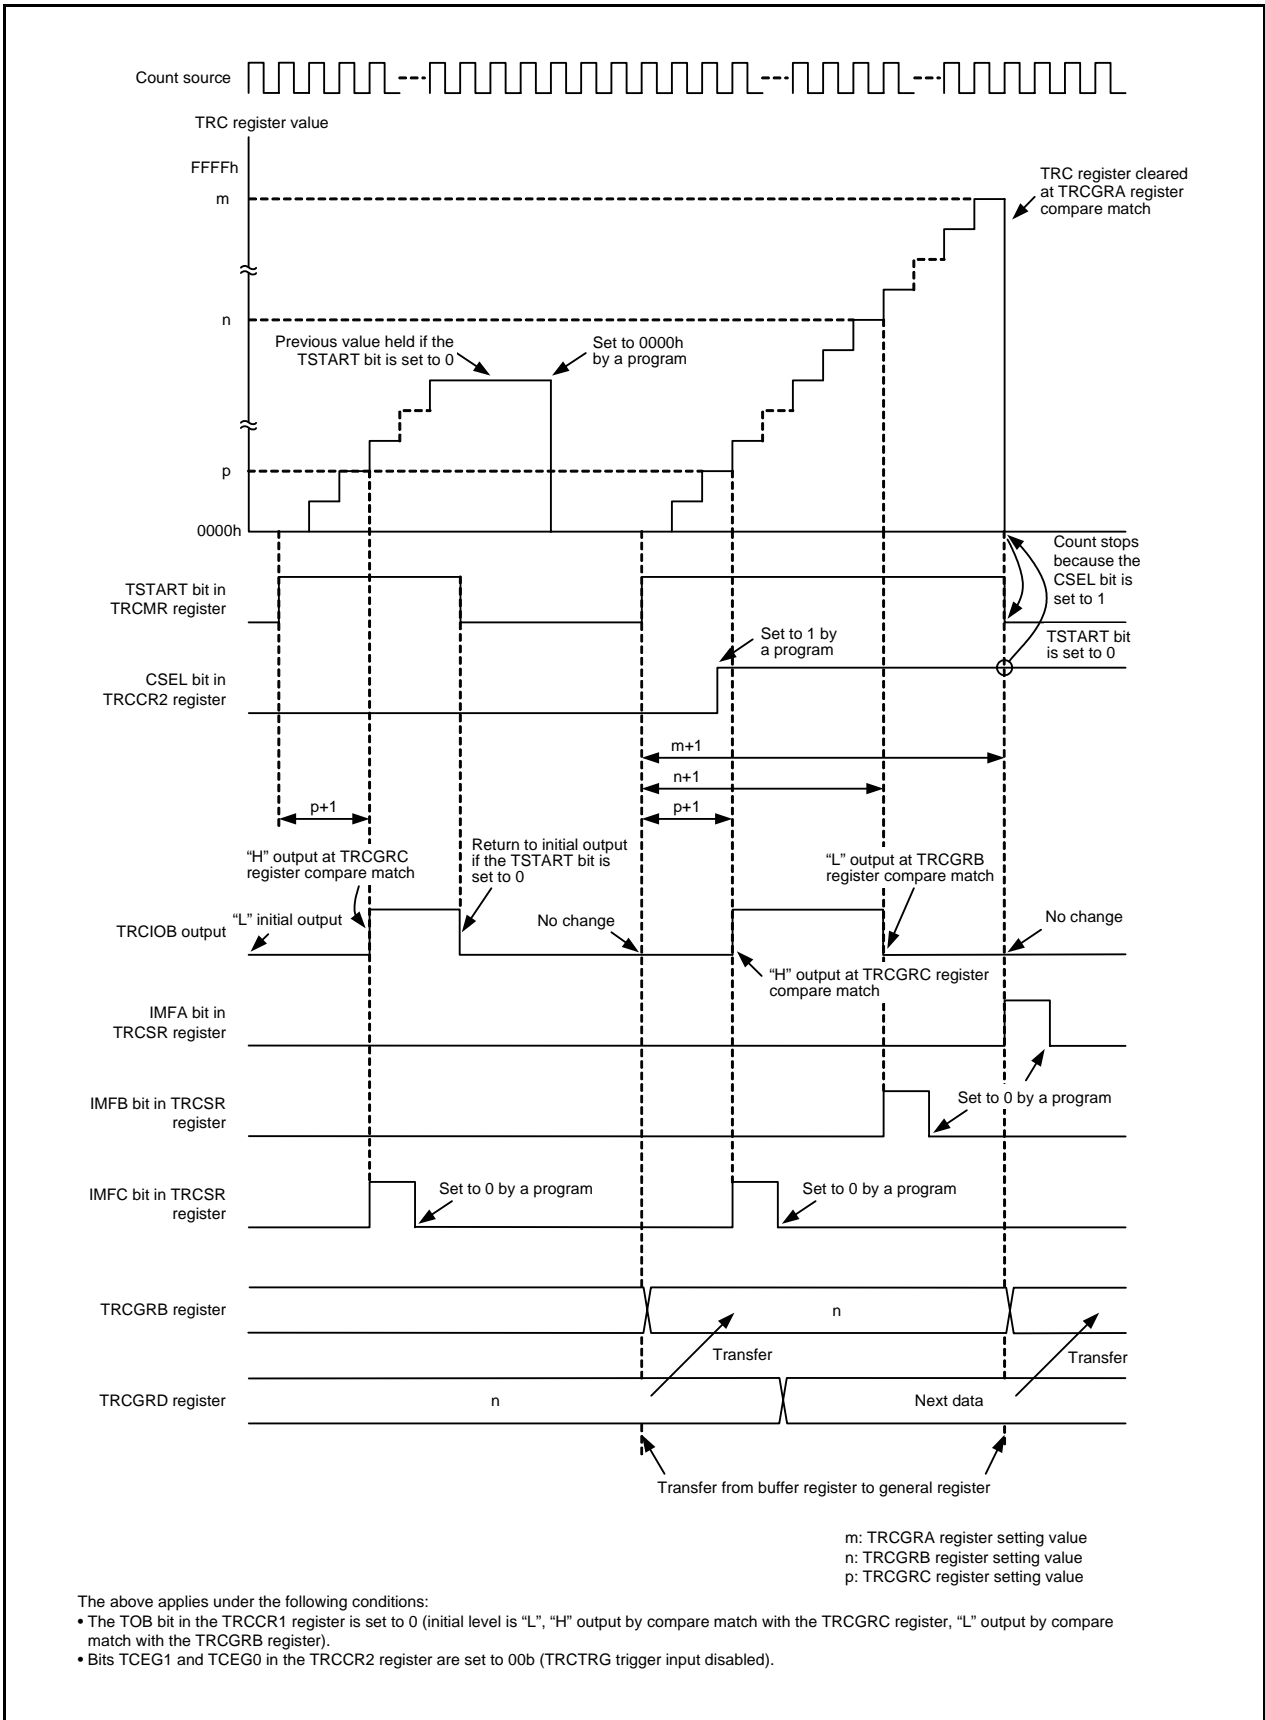 Count source
TRC register value
FFFFh
m
TRC register cleared
at TRCGRA register
compare match
n
Previous value held if the
TSTART bit is set to 0
Set to 0000h
by a program
p
0000h
Count stops
because the
CSEL bit is
set to 1
TSTART bit in
TRCMR register
TSTART bit
is set to 0
Set to 1 by
a program
CSEL bit in
TRCCR2 register
m+1
n+1
p+1
p+1
"H" output at TRCGRC
register compare match
Return to initial output
if the TSTART bit is
set to 0
"L" output at TRCGRB
register compare match
"L" initial output
No change
No change
TRCIOB output
"H" output at TRCGRC register
compare match
IMFA bit in
TRCSR register
Set to 0 by a program
IMFB bit in TRCSR
register
IMFC bit in TRCSR
register
Set to 0 by a program
Set to 0 by a program
TRCGRB register
n
Transfer
Transfer
TRCGRD register
n
Next data
Transfer from buffer register to general register
m: TRCGRA register setting value
n: TRCGRB register setting value
p: TRCGRC register setting value
The above applies under the following conditions:
• The TOB bit in the TRCCR1 register is set to 0 (initial level is "L", "H" output by compare match with the TRCGRC register, "L" output by compare
match with the TRCGRB register).
• Bits TCEG1 and TCEG0 in the TRCCR2 register are set to 00b (TRCTRG trigger input disabled).